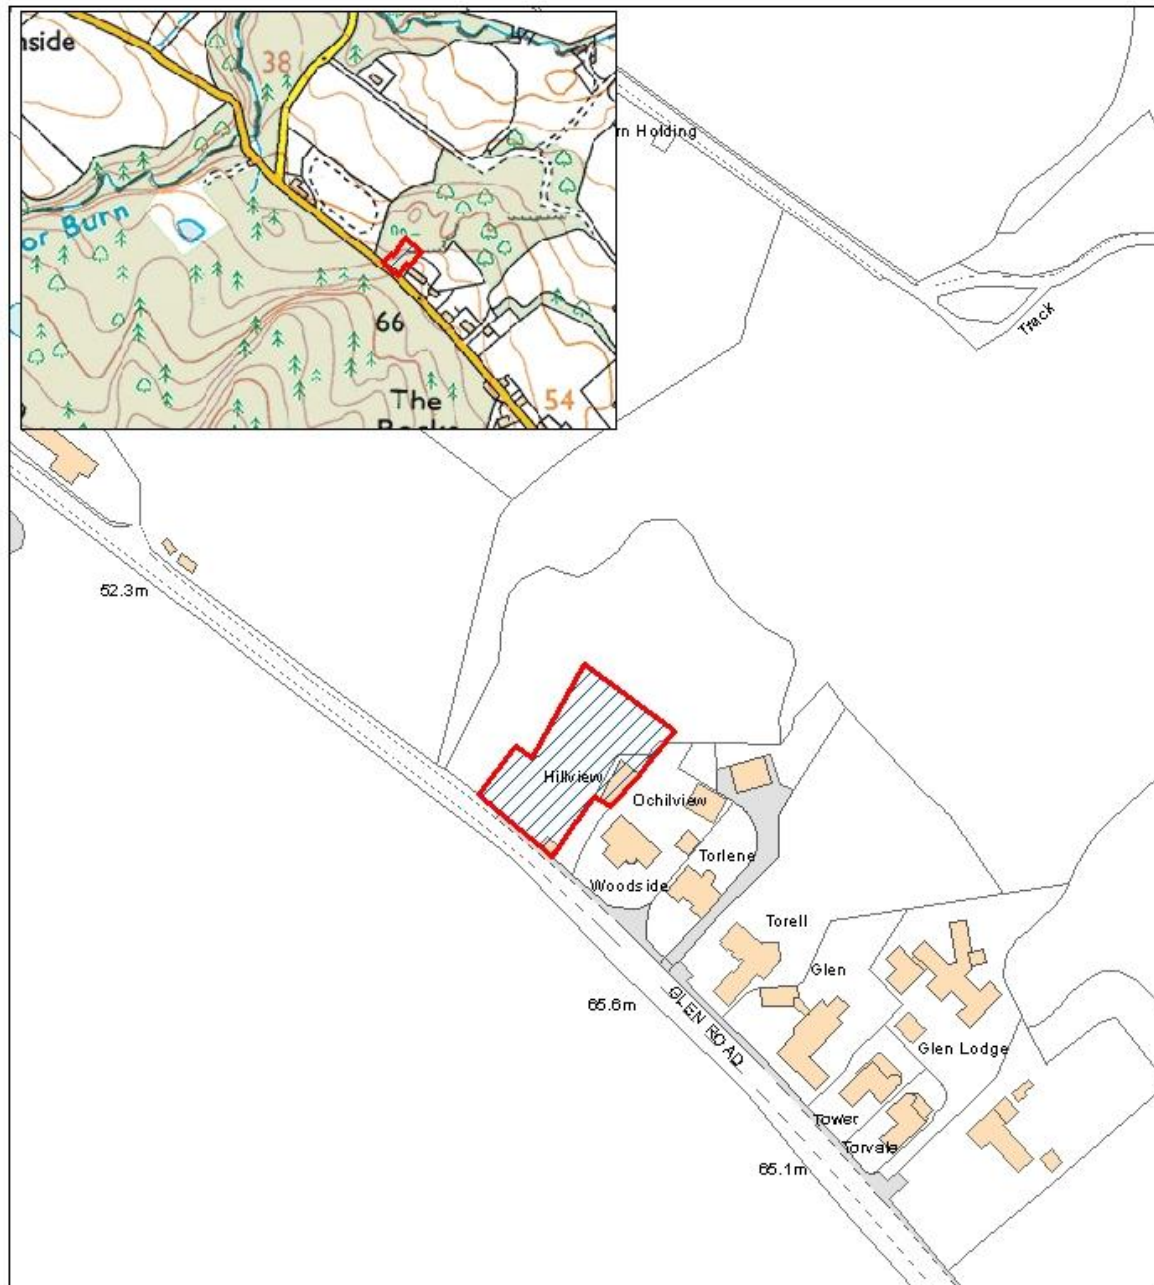 nside
38
or Burn
66
The
Rocks
54
rn Holding
Track
52.3m
Hillview
Ochilview
Torlene
Woodside
Torell
Glen
65.6m
GLEN ROAD
Glen Lodge
Tower
Torvale
65.1m